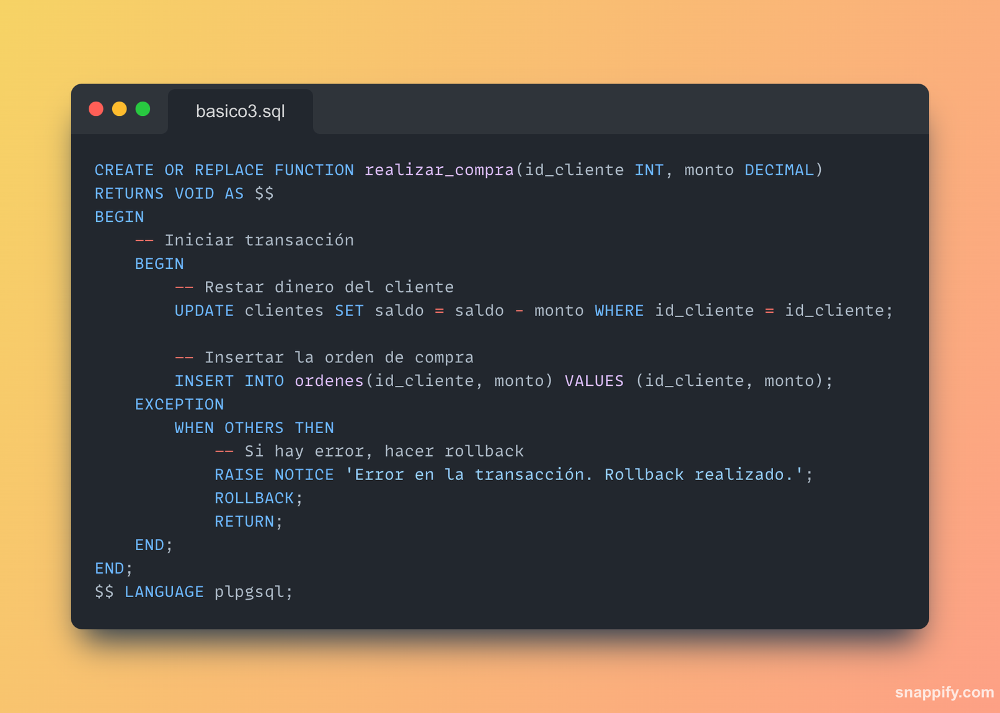 basico3.sql
CREATE OR REPLACE FUNCTION realizar_compra(id_cliente INT, monto DECIMAL)
RETURNS VOID AS $$
BEGIN
    -- Iniciar transacción
    BEGIN
        -- Restar dinero del cliente
        UPDATE clientes SET saldo = saldo - monto WHERE id_cliente = id_cliente;

        -- Insertar la orden de compra
        INSERT INTO ordenes(id_cliente, monto) VALUES (id_cliente, monto);
    EXCEPTION
        WHEN OTHERS THEN
            -- Si hay error, hacer rollback
            RAISE NOTICE 'Error en la transacción. Rollback realizado.';
            ROLLBACK;
            RETURN;
    END;
END;
$$ LANGUAGE plpgsql;
snappify.com